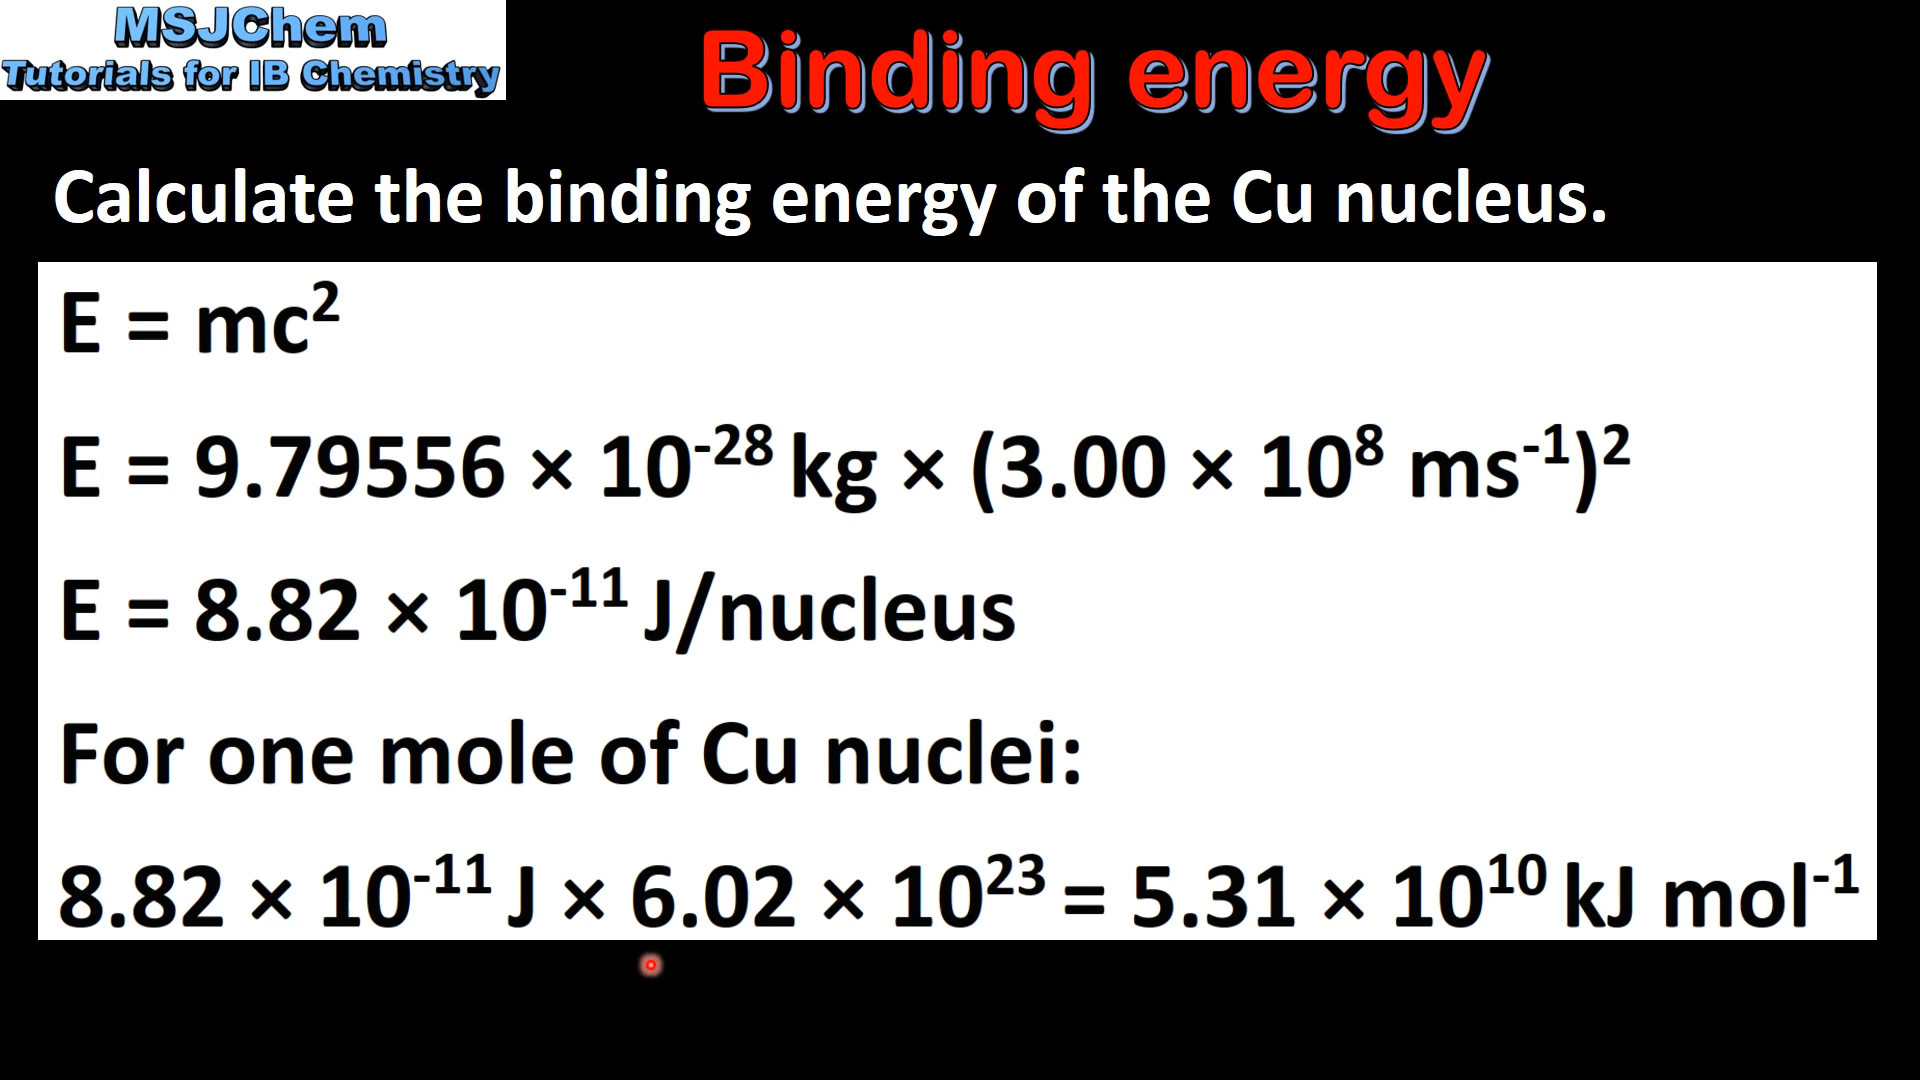 MSJChem
Tutorials for IB Chemistry
Binding energy
Calculate the binding energy of the Cu nucleus.
E = mc²
E = 9.79556 × 10⁻²⁸ kg × (3.00 × 10⁸ ms⁻¹)²
E = 8.82 × 10⁻¹¹ J/nucleus
For one mole of Cu nuclei:
8.82 × 10⁻¹¹ J × 6.02 × 10²³ = 5.31 × 10¹⁰ kJ mol⁻¹